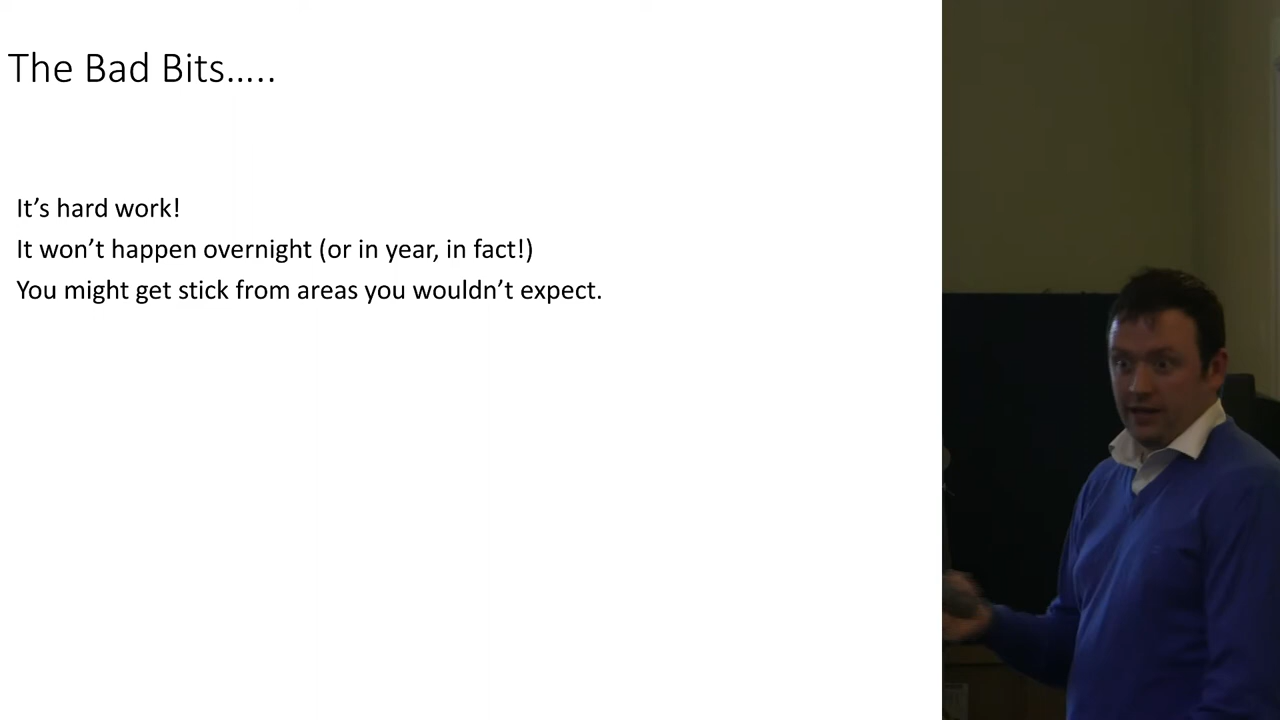 The Bad Bits.....
It’s hard work!
It won’t happen overnight (or in year, in fact!)
You might get stick from areas you wouldn’t expect.